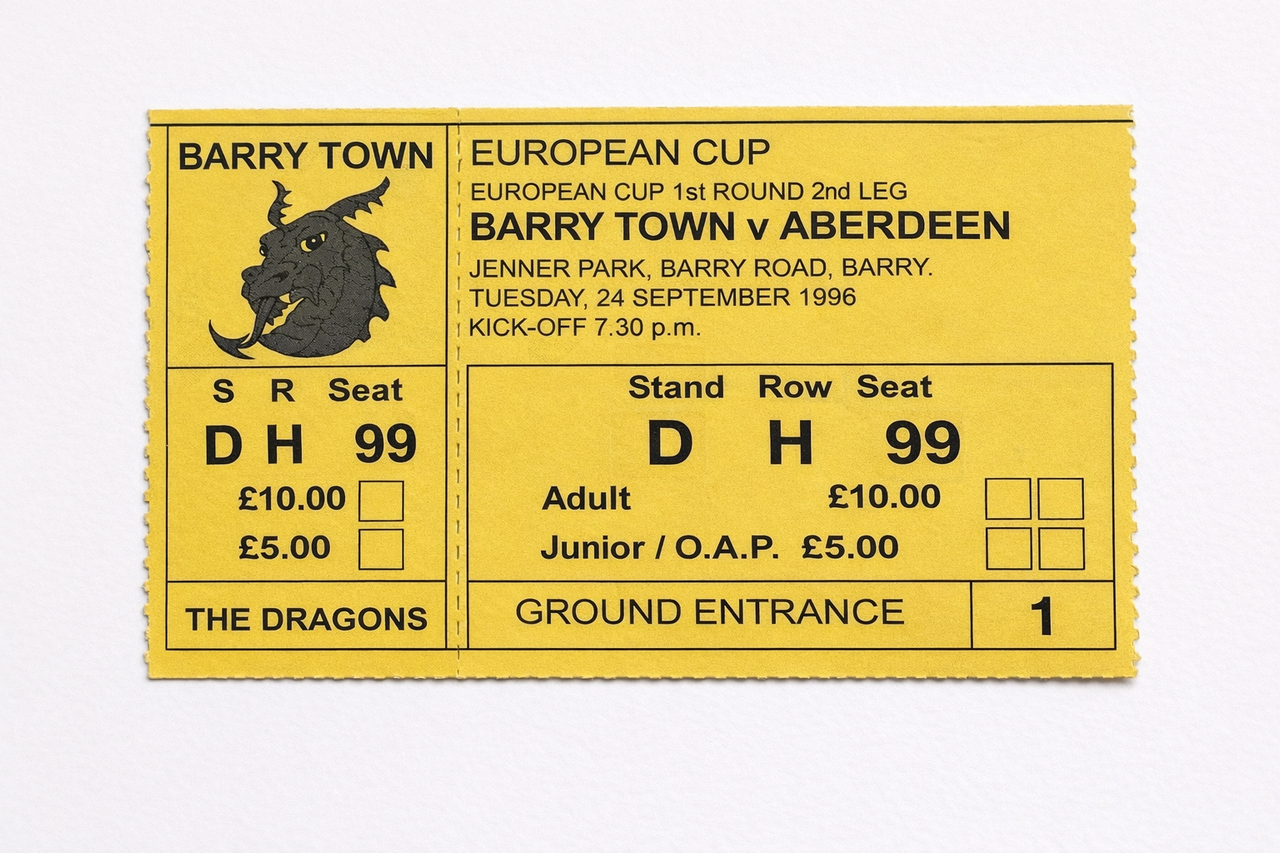 BARRY TOWN
S R Seat
D H 99
£10.00
£5.00
THE DRAGONS
EUROPEAN CUP
EUROPEAN CUP 1st ROUND 2nd LEG
BARRY TOWN v ABERDEEN
JENNER PARK, BARRY ROAD, BARRY.
TUESDAY, 24 SEPTEMBER 1996
KICK-OFF 7.30 p.m.
Stand Row Seat
D H 99
Adult £10.00
Junior / O.A.P. £5.00
GROUND ENTRANCE 1